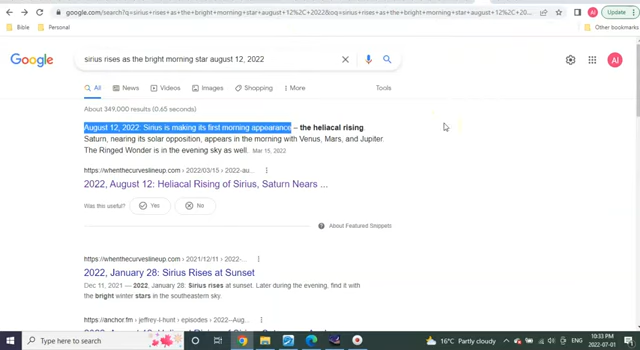 google.com/search?q=sirius+rises+as+the+bright+morning+star+august+12%2C+2022&oq=sirius+rises+as+the+bright+morning+star+august+12%2C+20...
Update
Bible
Personal
Other bookmarks
Google
sirius rises as the bright morning star august 12, 2022
AI
All
News
Videos
Images
Shopping
More
Tools
About 349,000 results (0.65 seconds)
August 12, 2022: Sirius is making its first morning appearance – the heliacal rising
Saturn, nearing its solar opposition, appears in the morning with Venus, Mars, and Jupiter.
The Ringed Wonder is in the evening sky as well. Mar 15, 2022
https://whenthecurveslineup.com › 2022/03/15 › 2022-au...
2022, August 12: Heliacal Rising of Sirius, Saturn Nears ...
Was this useful?
Yes
No
About Featured Snippets
https://whenthecurveslineup.com › 2021/12/11 › 2022-...
2022, January 28: Sirius Rises at Sunset
Dec 11, 2021 — 2022, January 28: Sirius rises at sunset. Later during the evening, find it with
the bright winter stars in the southeastern sky.
https://anchor.fm › jeffrey-l-hunt › episodes › 2022--Aug...
Type here to search
16°C Partly cloudy
ENG
10:33 PM
2022-07-01